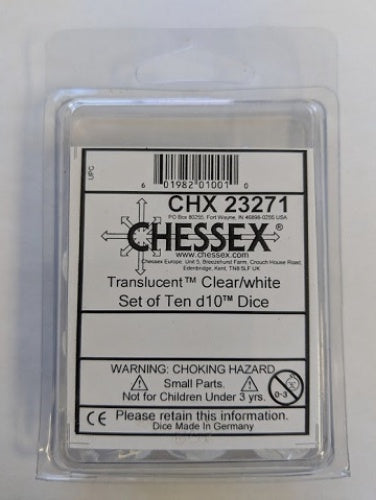 UPC
6 01982 01001 0
CHX 23271
PO Box 80255, Fort Wayne, IN 46898-0255 USA
CHESSEX®
www.chessex.com
Chessex Europe, Unit 5, Breezehurst Farm, Crouch House Road,
Edenbridge, Kent, TN8 5LF UK
Translucent™ Clear/white
Set of Ten d10™ Dice
WARNING: CHOKING HAZARD
Small Parts.
Not for Children Under 3 yrs.
0-3
CE Please retain this information.
Dice Made In Germany